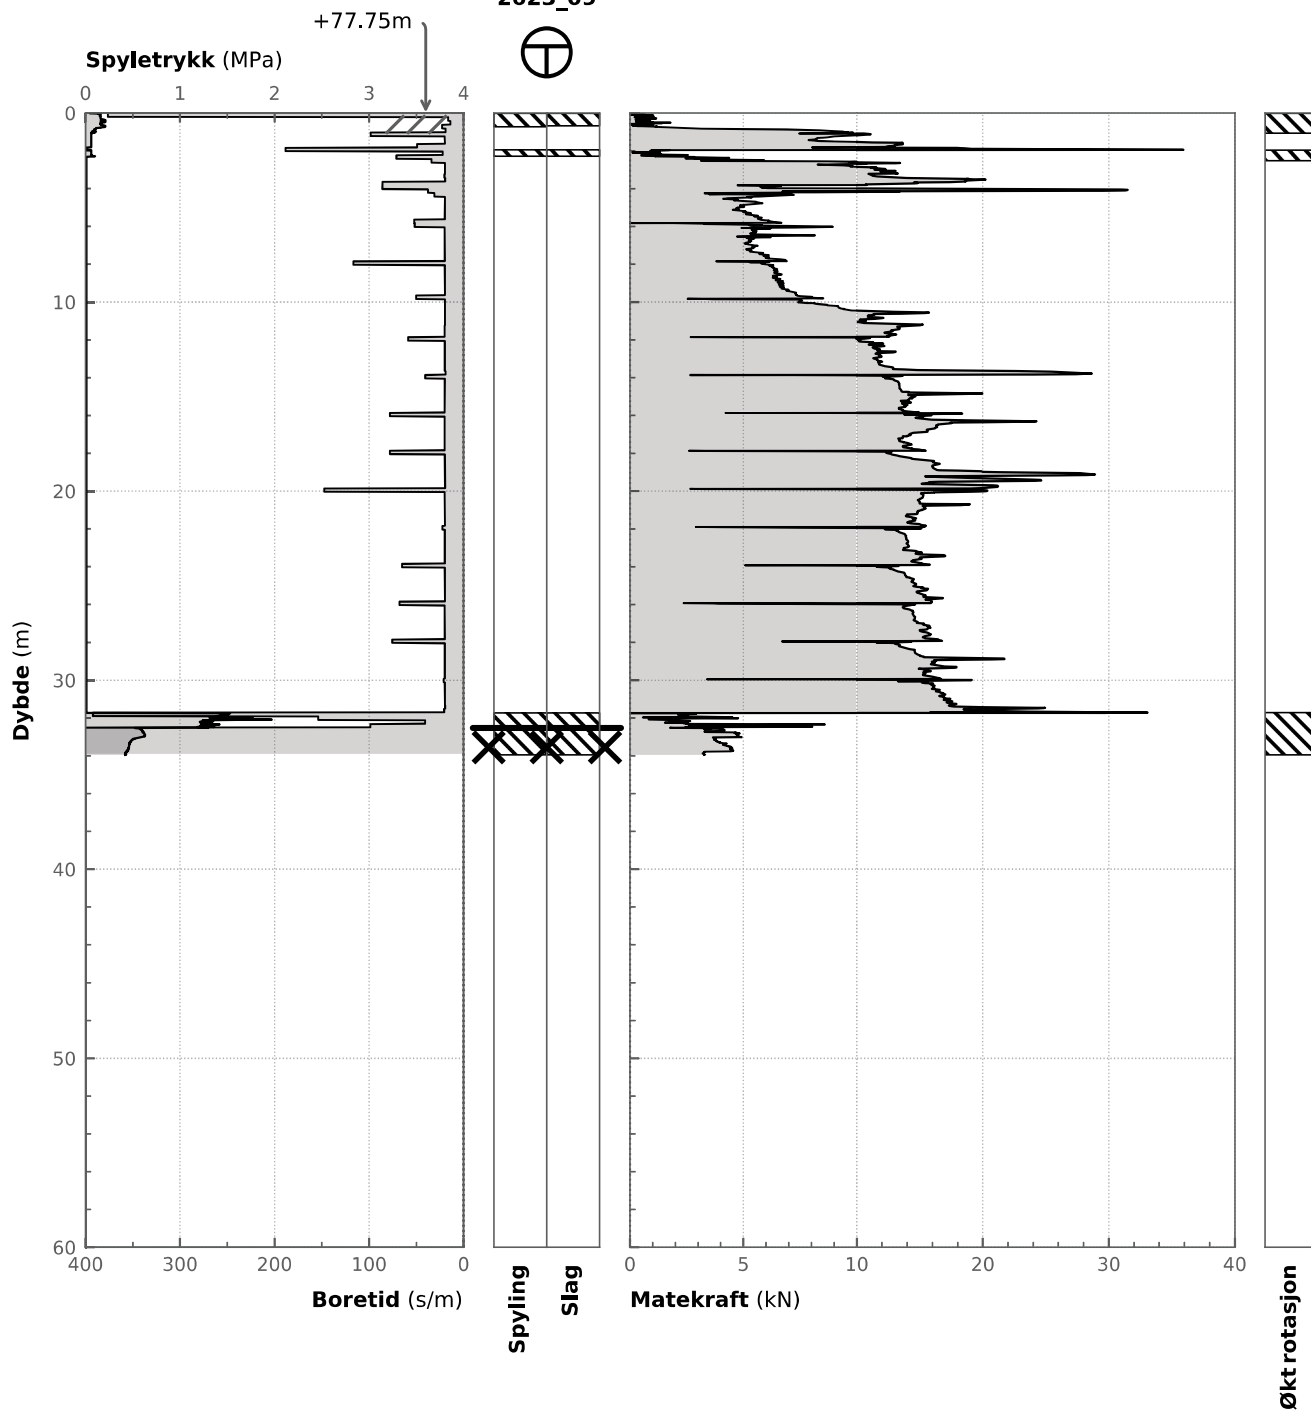 +77.75m
Spyletrykk (MPa)
0 1 2 3 4
0
10
20
30
40
50
60
Dybde (m)
400 300 200 100 0
Boretid (s/m)
Spyling
Slag
0 5 10 20 30 40
Matekraft (kN)
Økt rotasjon